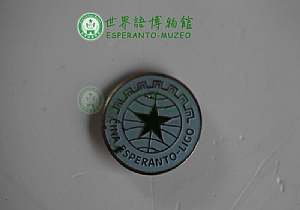 世界語博物館
ESPERANTO-MUZEO
ĈINA ESPERANTO-LIGO